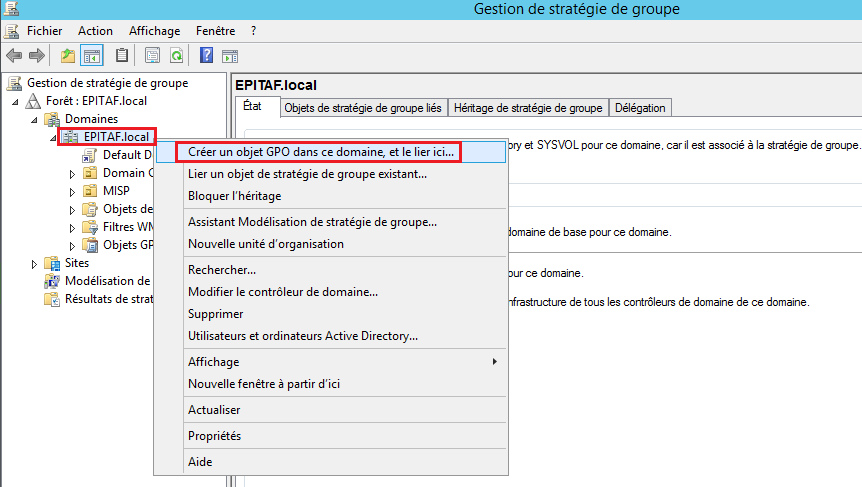 Gestion de stratégie de groupe
Fichier Action Affichage Fenêtre ?
Gestion de stratégie de groupe
Forêt : EPITAF.local
Domaines
EPITAF.local
Default D
Domain C
MISP
Objets de
Filtres WM
Objets GP
Sites
Modélisation de
Résultats de strat
EPITAF.local
État Objets de stratégie de groupe liés Héritage de stratégie de groupe Délégation
ory et SYSVOL pour ce domaine, car il est associé à la stratégie de groupe.
domaine de base pour ce domaine.
our ce domaine.
nfrastructure de tous les contrôleurs de domaine de ce domaine.
Créer un objet GPO dans ce domaine, et le lier ici...
Lier un objet de stratégie de groupe existant...
Bloquer l'héritage
Assistant Modélisation de stratégie de groupe...
Nouvelle unité d'organisation
Rechercher...
Modifier le contrôleur de domaine...
Supprimer
Utilisateurs et ordinateurs Active Directory...
Affichage
Nouvelle fenêtre à partir d'ici
Actualiser
Propriétés
Aide